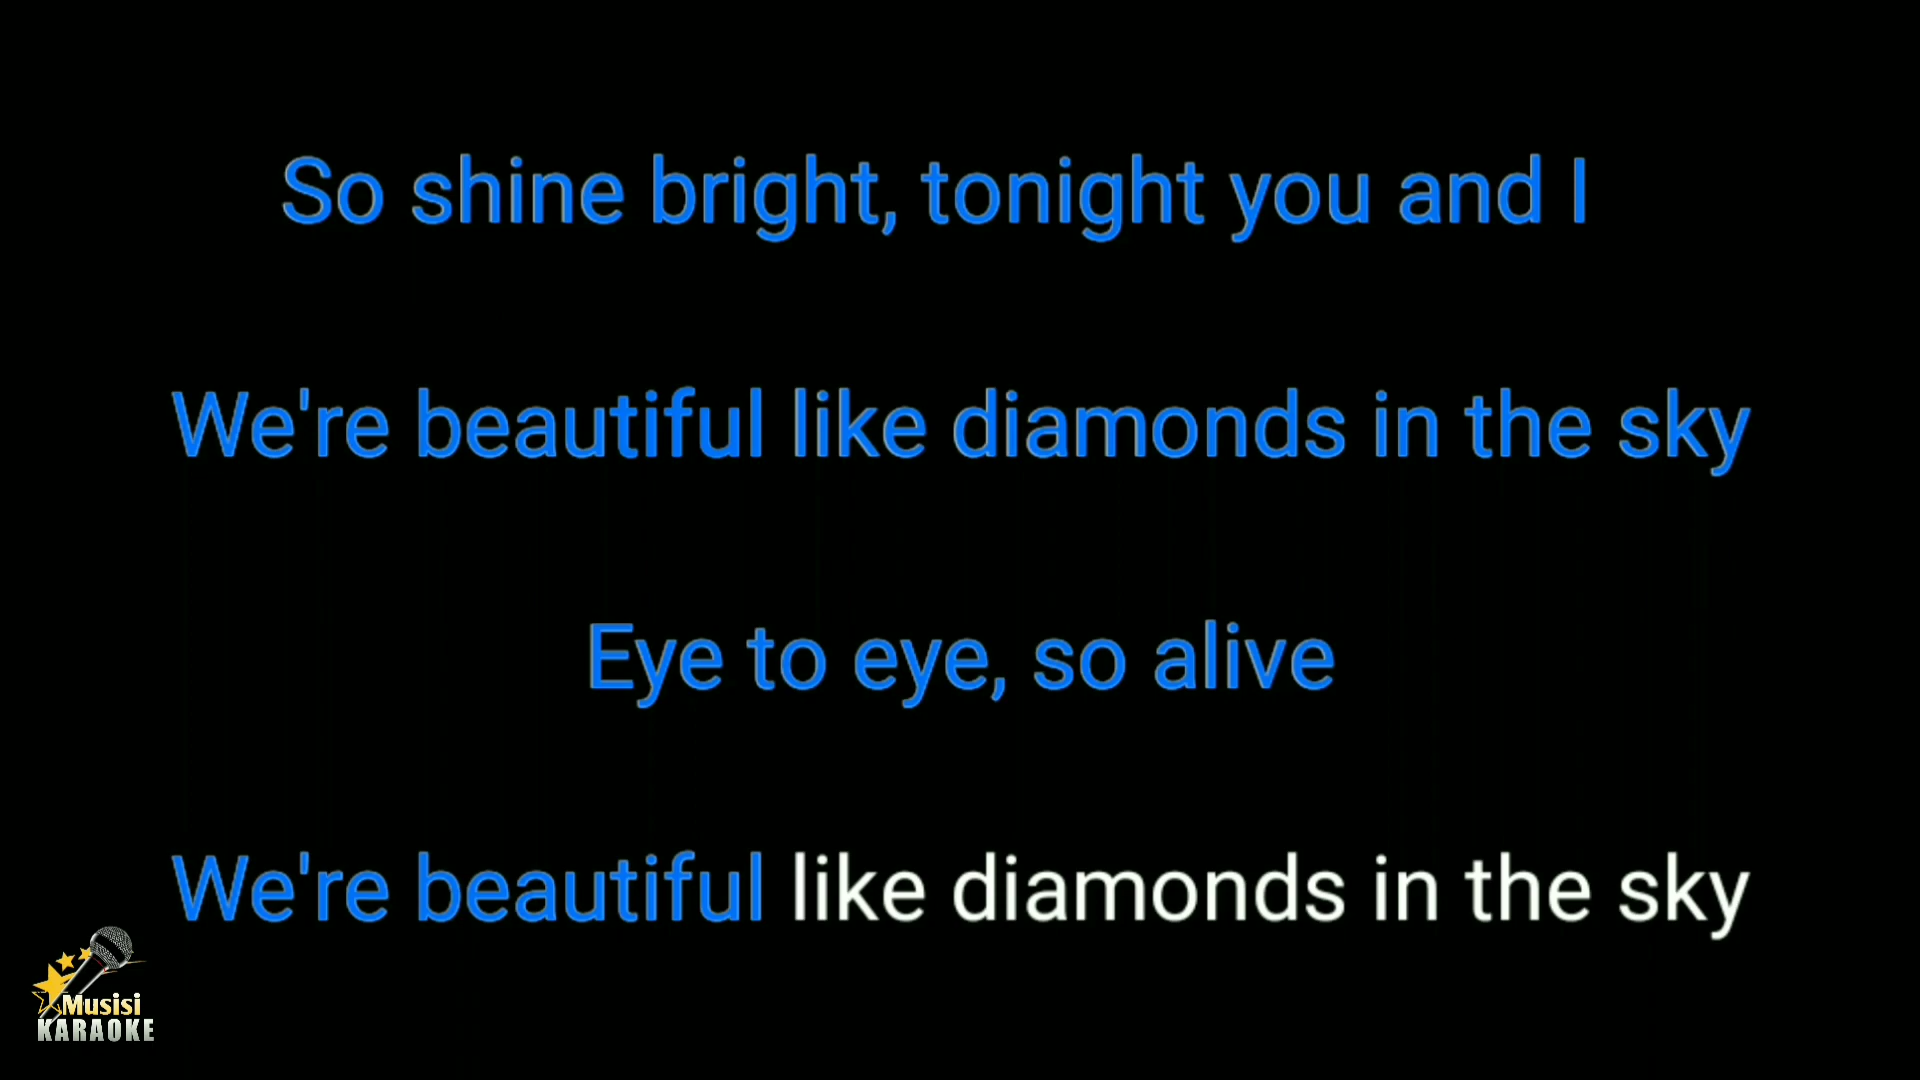 So shine bright, tonight you and I
We're beautiful like diamonds in the sky
Eye to eye, so alive
We're beautiful like diamonds in the sky
Musisi
KARAOKE